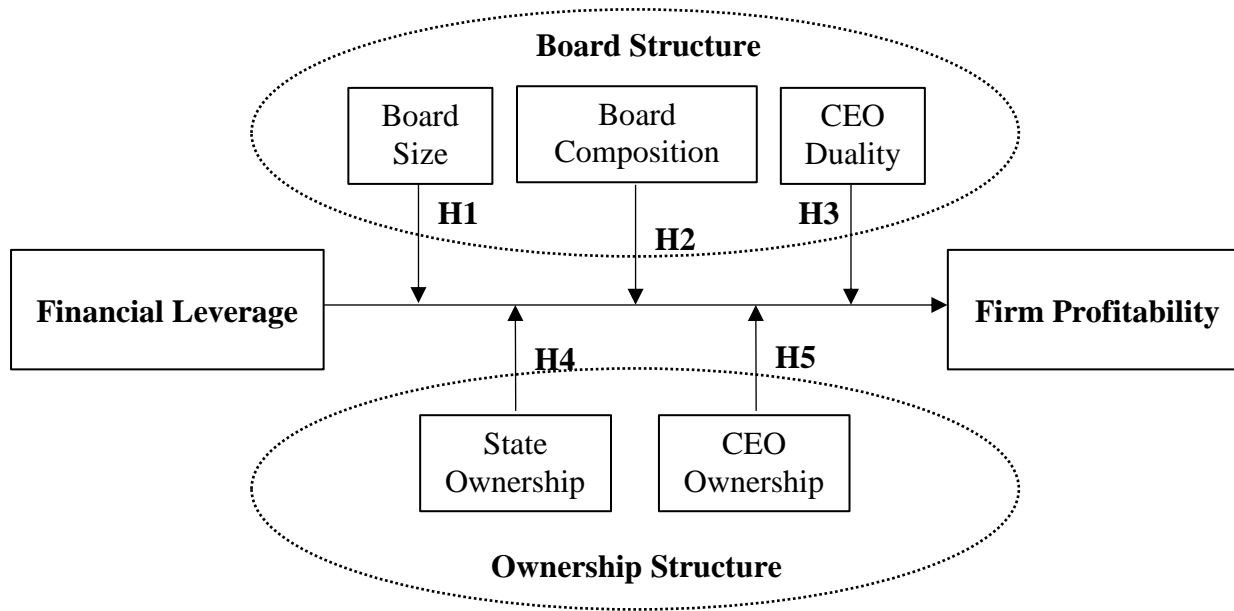 Board Structure
Board
Size
Board
Composition
CEO
Duality
H1
H2
H3
Financial Leverage
Firm Profitability
H4
H5
State
Ownership
CEO
Ownership
Ownership Structure